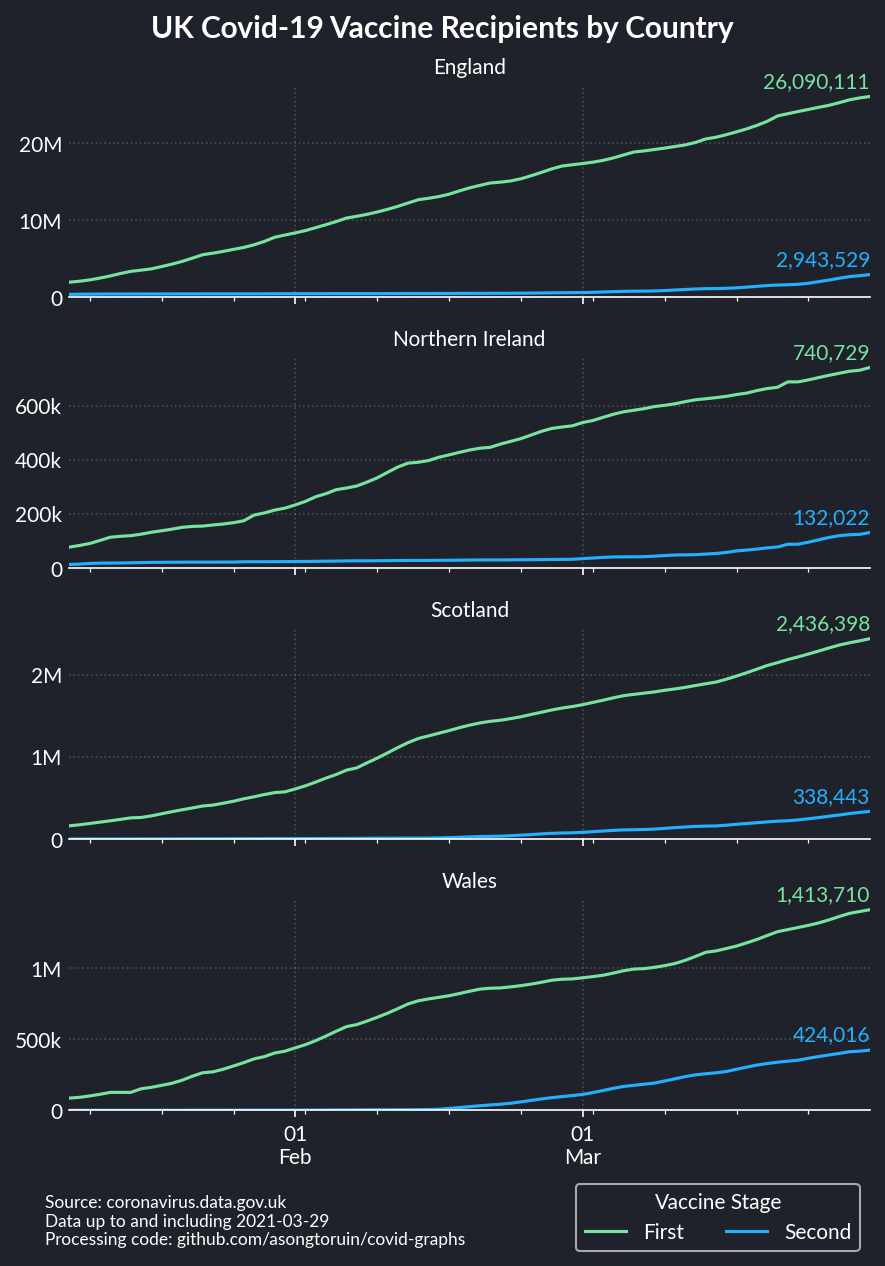 UK Covid-19 Vaccine Recipients by Country
England
26,090,111
20M
10M
2,943,529
0
Northern Ireland
740,729
600k
400k
200k
132,022
0
Scotland
2,436,398
2M
1M
338,443
0
Wales
1,413,710
1M
500k
424,016
0
01
Feb
01
Mar
Source: coronavirus.data.gov.uk
Data up to and including 2021-03-29
Processing code: github.com/asongtoruin/covid-graphs
Vaccine Stage
First
Second